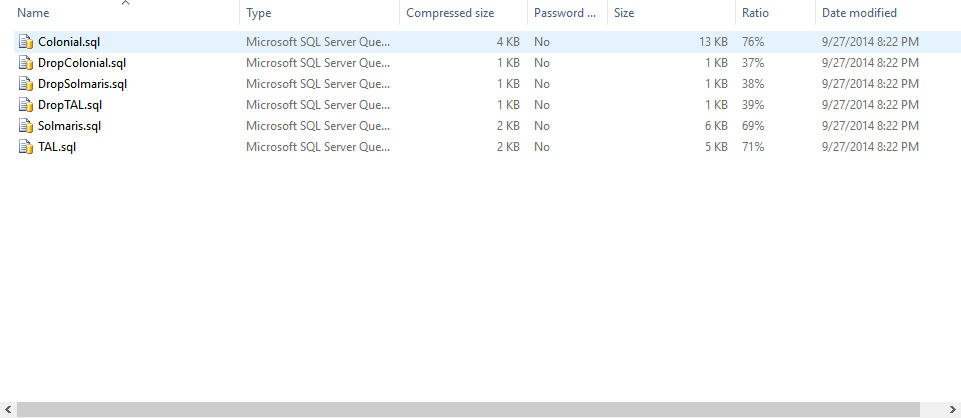 Name Type Compressed size Password ... Size Ratio Date modified
Colonial.sql Microsoft SQL Server Que... 4 KB No 13 KB 76% 9/27/2014 8:22 PM
DropColonial.sql Microsoft SQL Server Que... 1 KB No 1 KB 37% 9/27/2014 8:22 PM
DropSolmaris.sql Microsoft SQL Server Que... 1 KB No 1 KB 38% 9/27/2014 8:22 PM
DropTAL.sql Microsoft SQL Server Que... 1 KB No 1 KB 39% 9/27/2014 8:22 PM
Solmaris.sql Microsoft SQL Server Que... 2 KB No 6 KB 69% 9/27/2014 8:22 PM
TAL.sql Microsoft SQL Server Que... 2 KB No 5 KB 71% 9/27/2014 8:22 PM